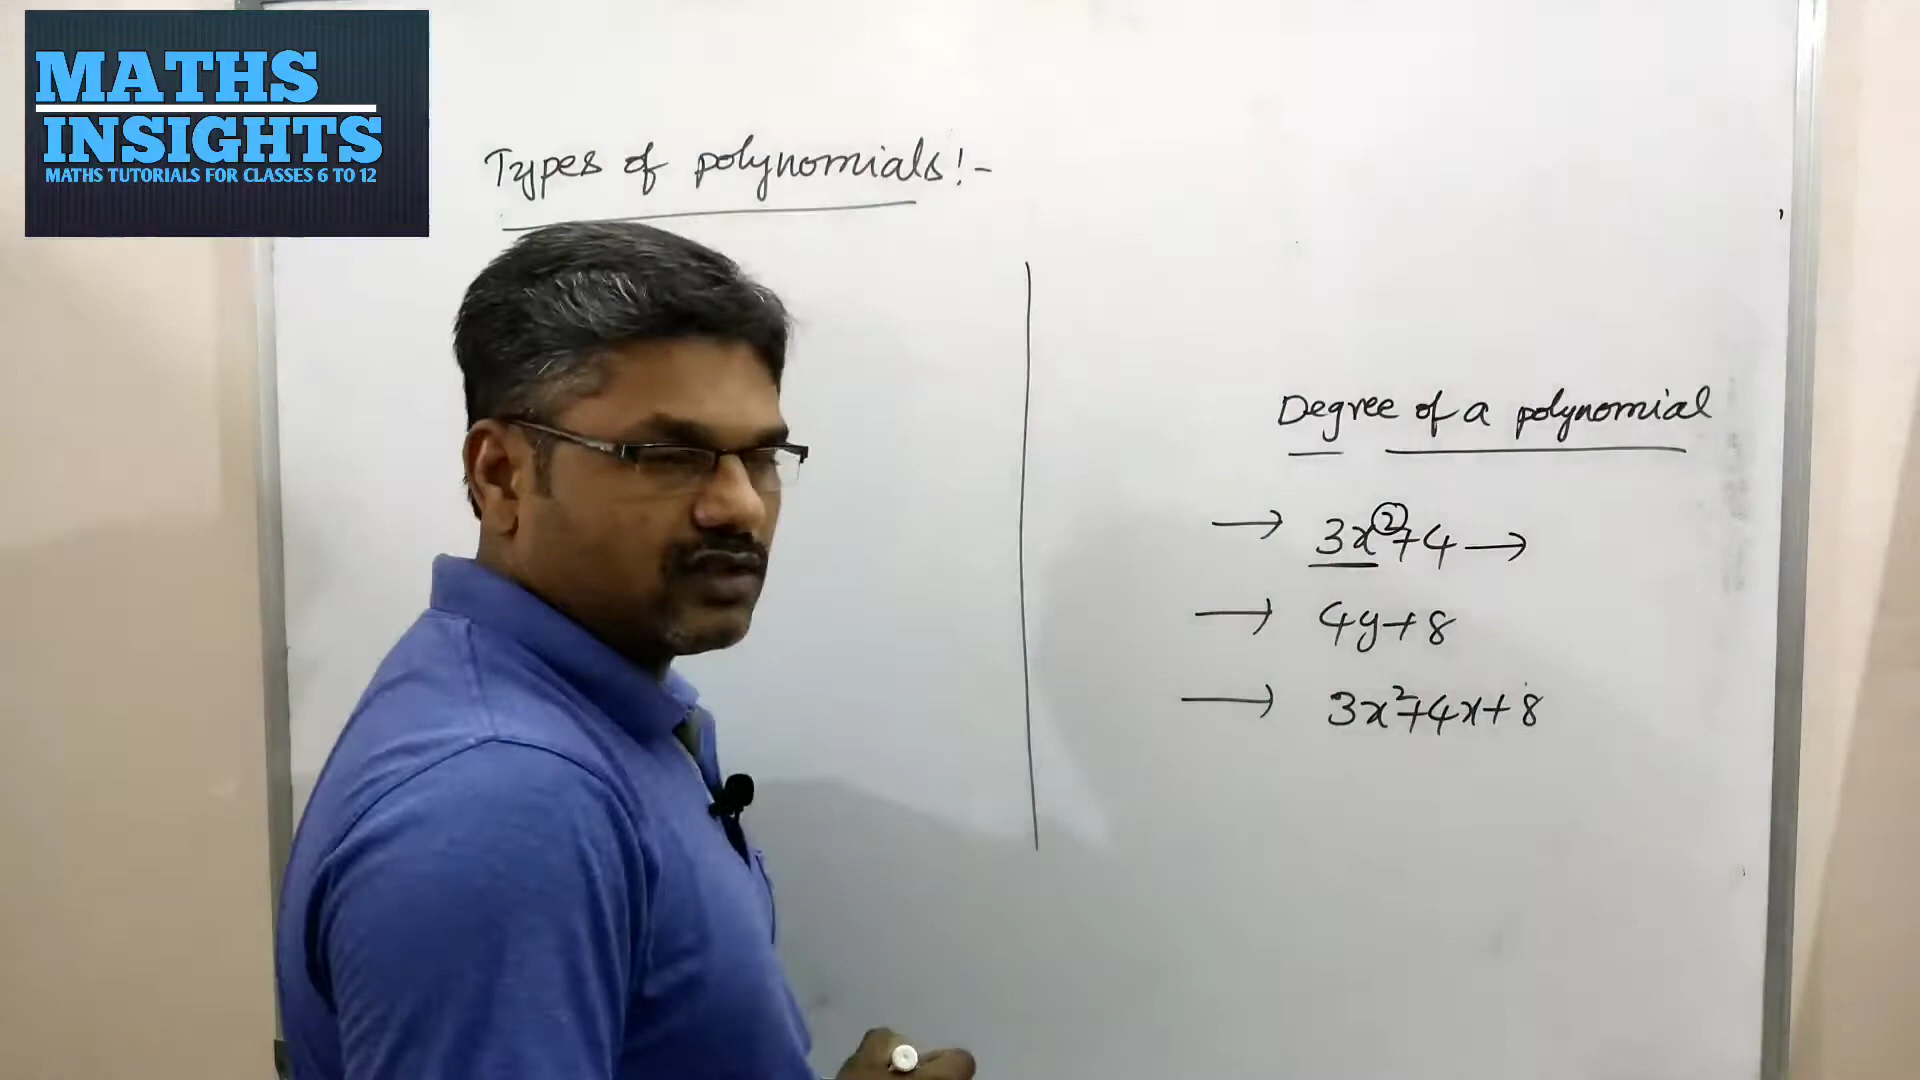 MATHS
INSIGHTS
MATHS TUTORIALS FOR CLASSES 6 TO 12
Types of polynomials:-
Degree of a polynomial
→ 3x²+4 →
→ 4y+8
→ 3x²+4x+8